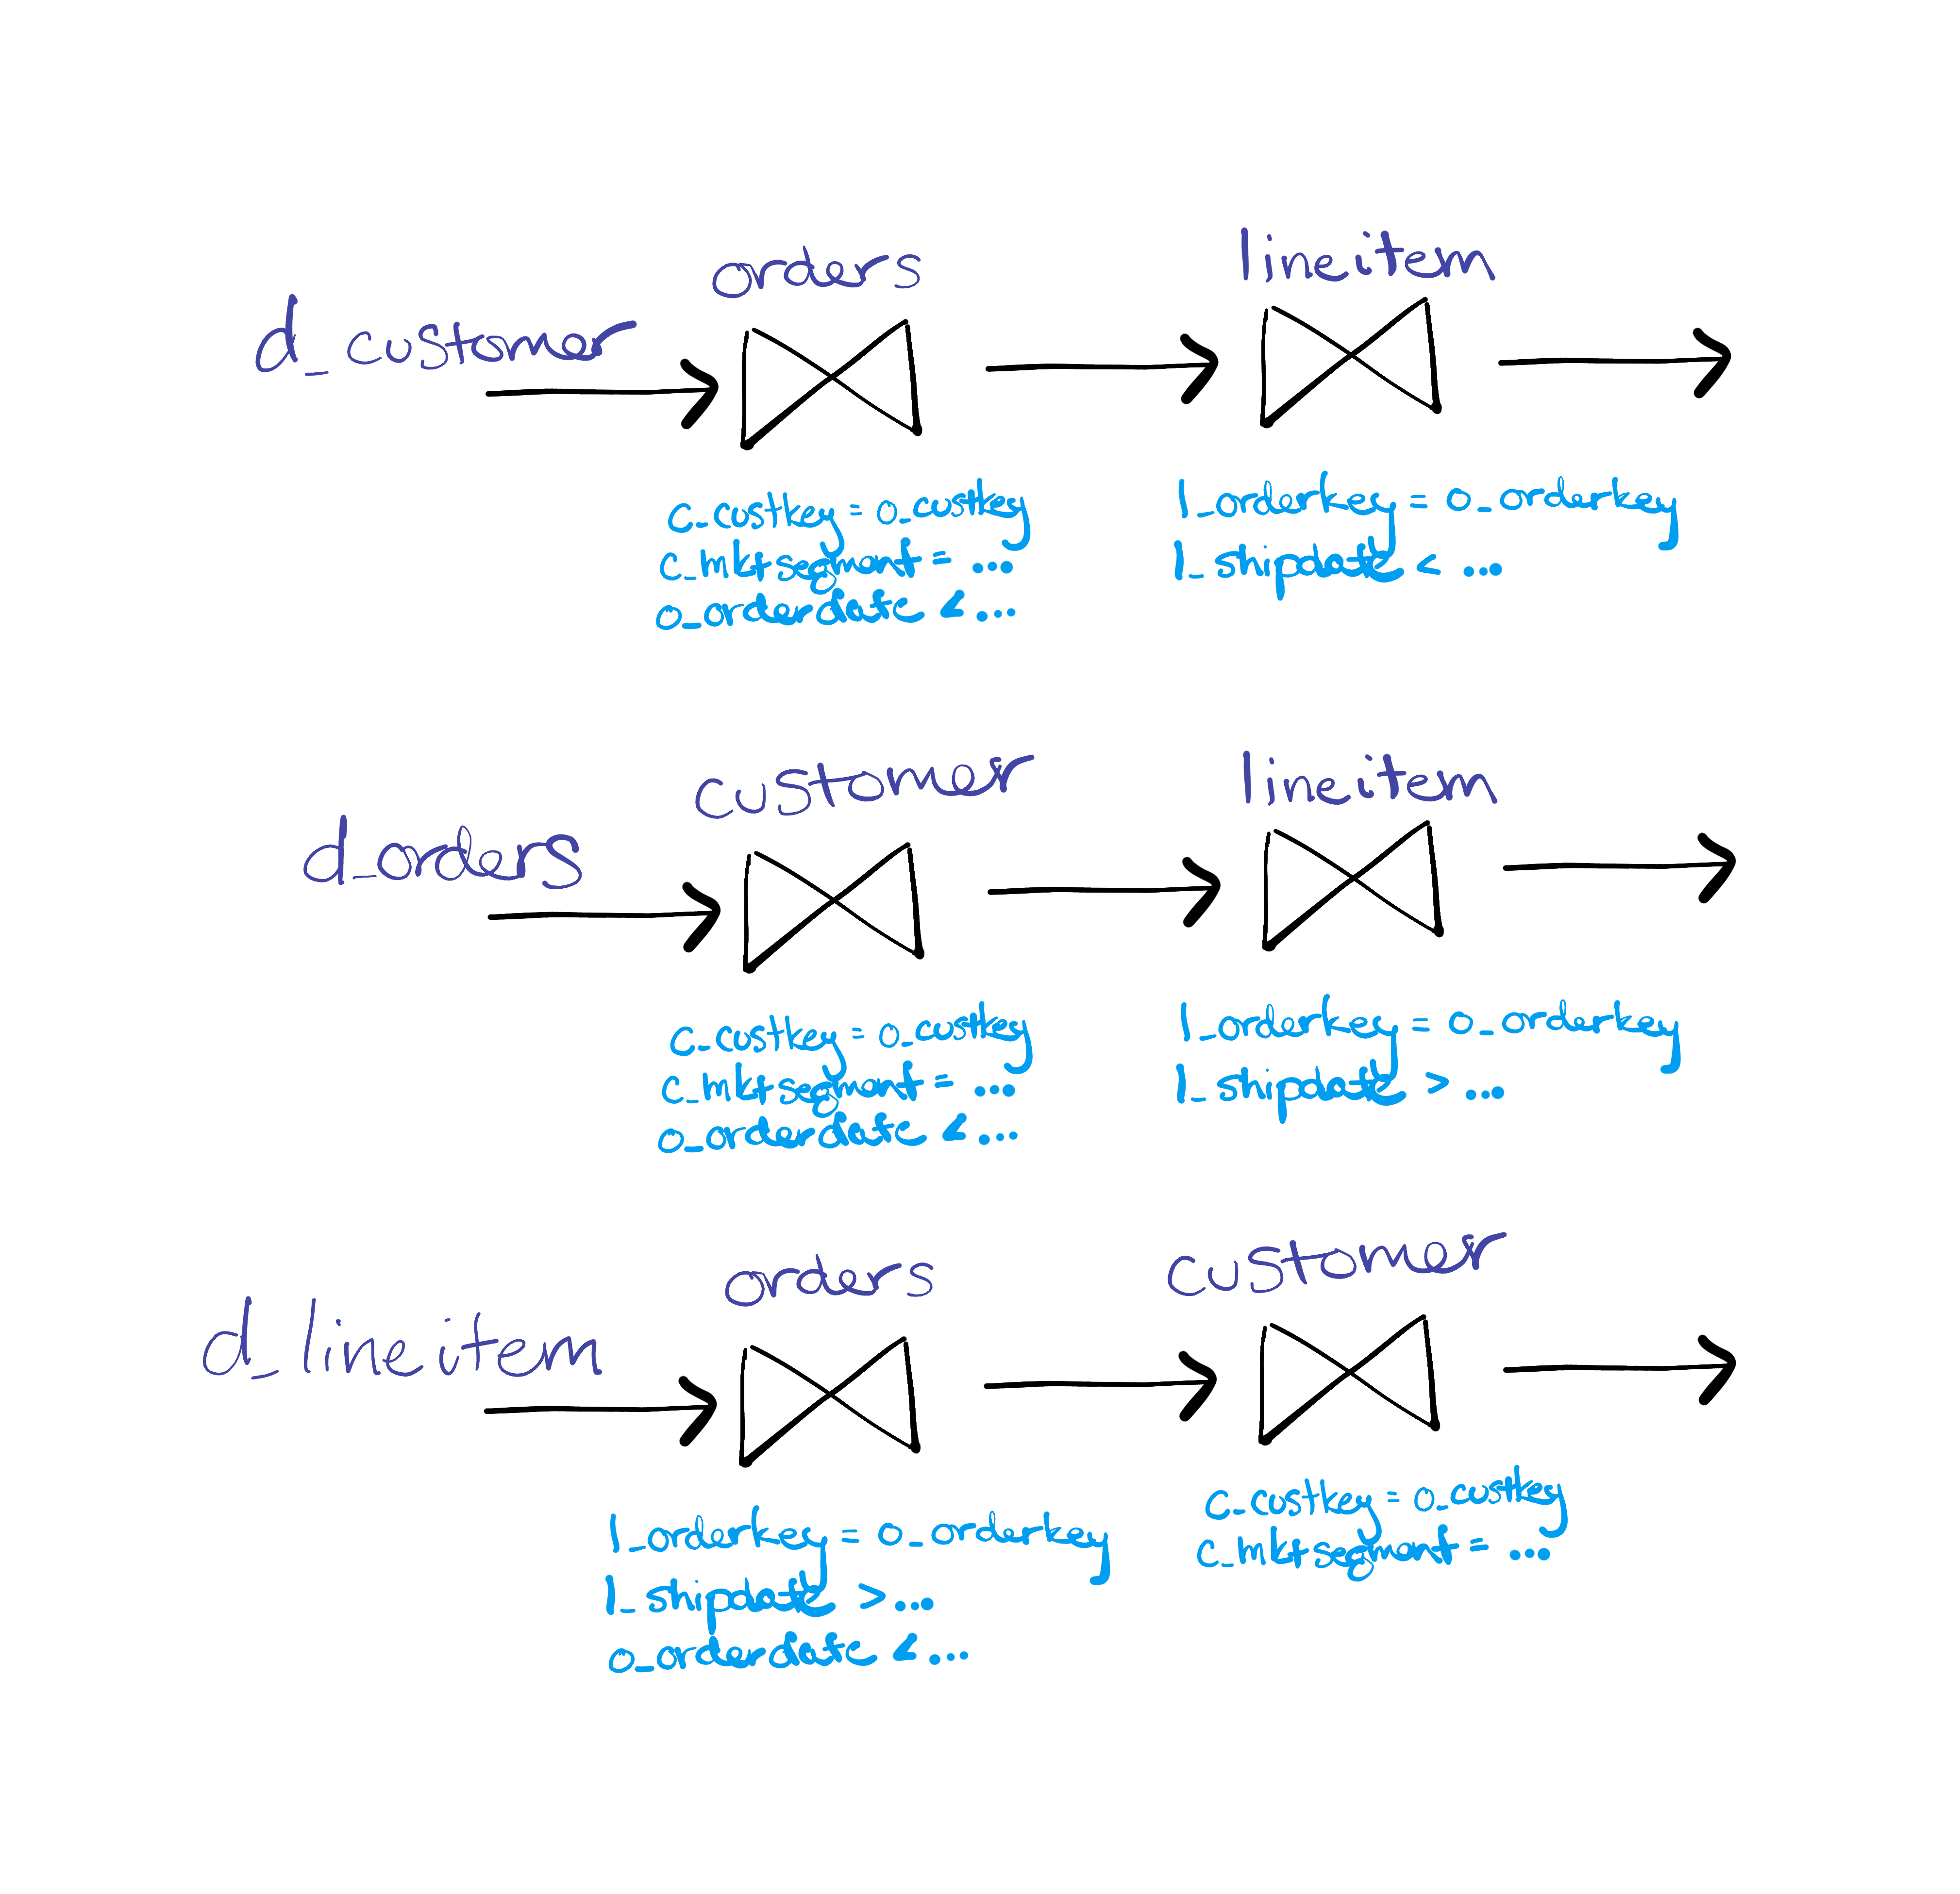 orders
lineitem
d_customer
c_custkey = o_custkey
c_mktsegment = ...
o_orderdate < ...
l_orderkey = o_orderkey
l_shipdate < ...
customer
lineitem
d_orders
c_custkey = o_custkey
c_mktsegment = ...
o_orderdate < ...
l_orderkey = o_orderkey
l_shipdate > ...
orders
customer
d_lineitem
l_orderkey = o_orderkey
l_shipdate > ...
o_orderdate < ...
c_custkey = o_custkey
c_mktsegment = ...